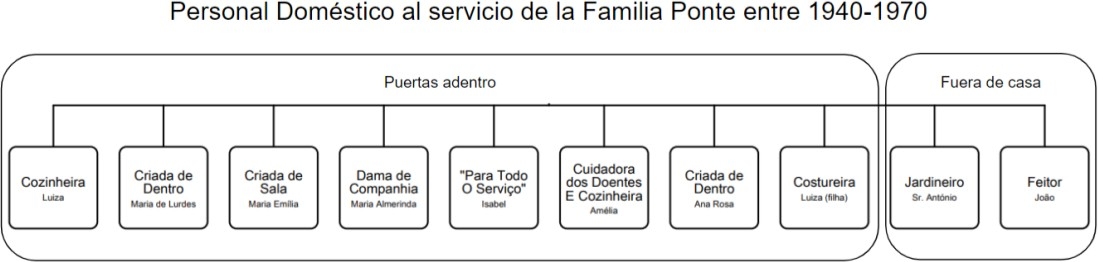 Personal Doméstico al servicio de la Familia Ponte entre 1940-1970
Puertas adentro
Fuera de casa
Cozinheira
Luiza
Criada de
Dentro
Maria de Lurdes
Criada de
Sala
Maria Emília
Dama de
Companhia
Maria Almerinda
"Para Todo
O Serviço"
Isabel
Cuidadora
dos Doentes
E Cozinheira
Amélia
Criada de
Dentro
Ana Rosa
Costureira
Luiza (filha)
Jardineiro
Sr. António
Feitor
João